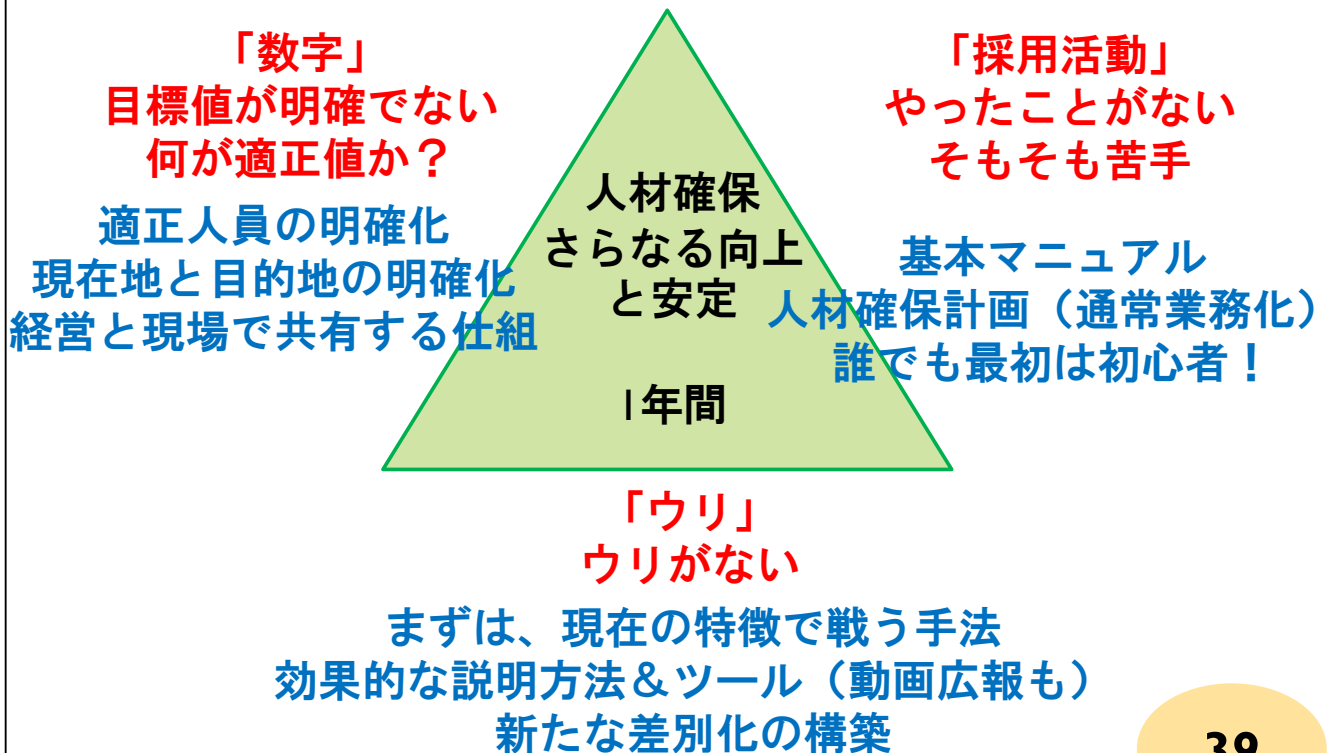 「数字」
目標値が明確でない
何が適正値か？
適正人員の明確化
現在地と目的地の明確化
経営と現場で共有する仕組
人材確保
さらなる向上
と安定
1年間
「採用活動」
やったことがない
そもそも苦手
基本マニュアル
人材確保計画（通常業務化）
誰でも最初は初心者！
「ウリ」
ウリがない
まずは、現在の特徴で戦う手法
効果的な説明方法＆ツール（動画広報も）
新たな差別化の構築
39